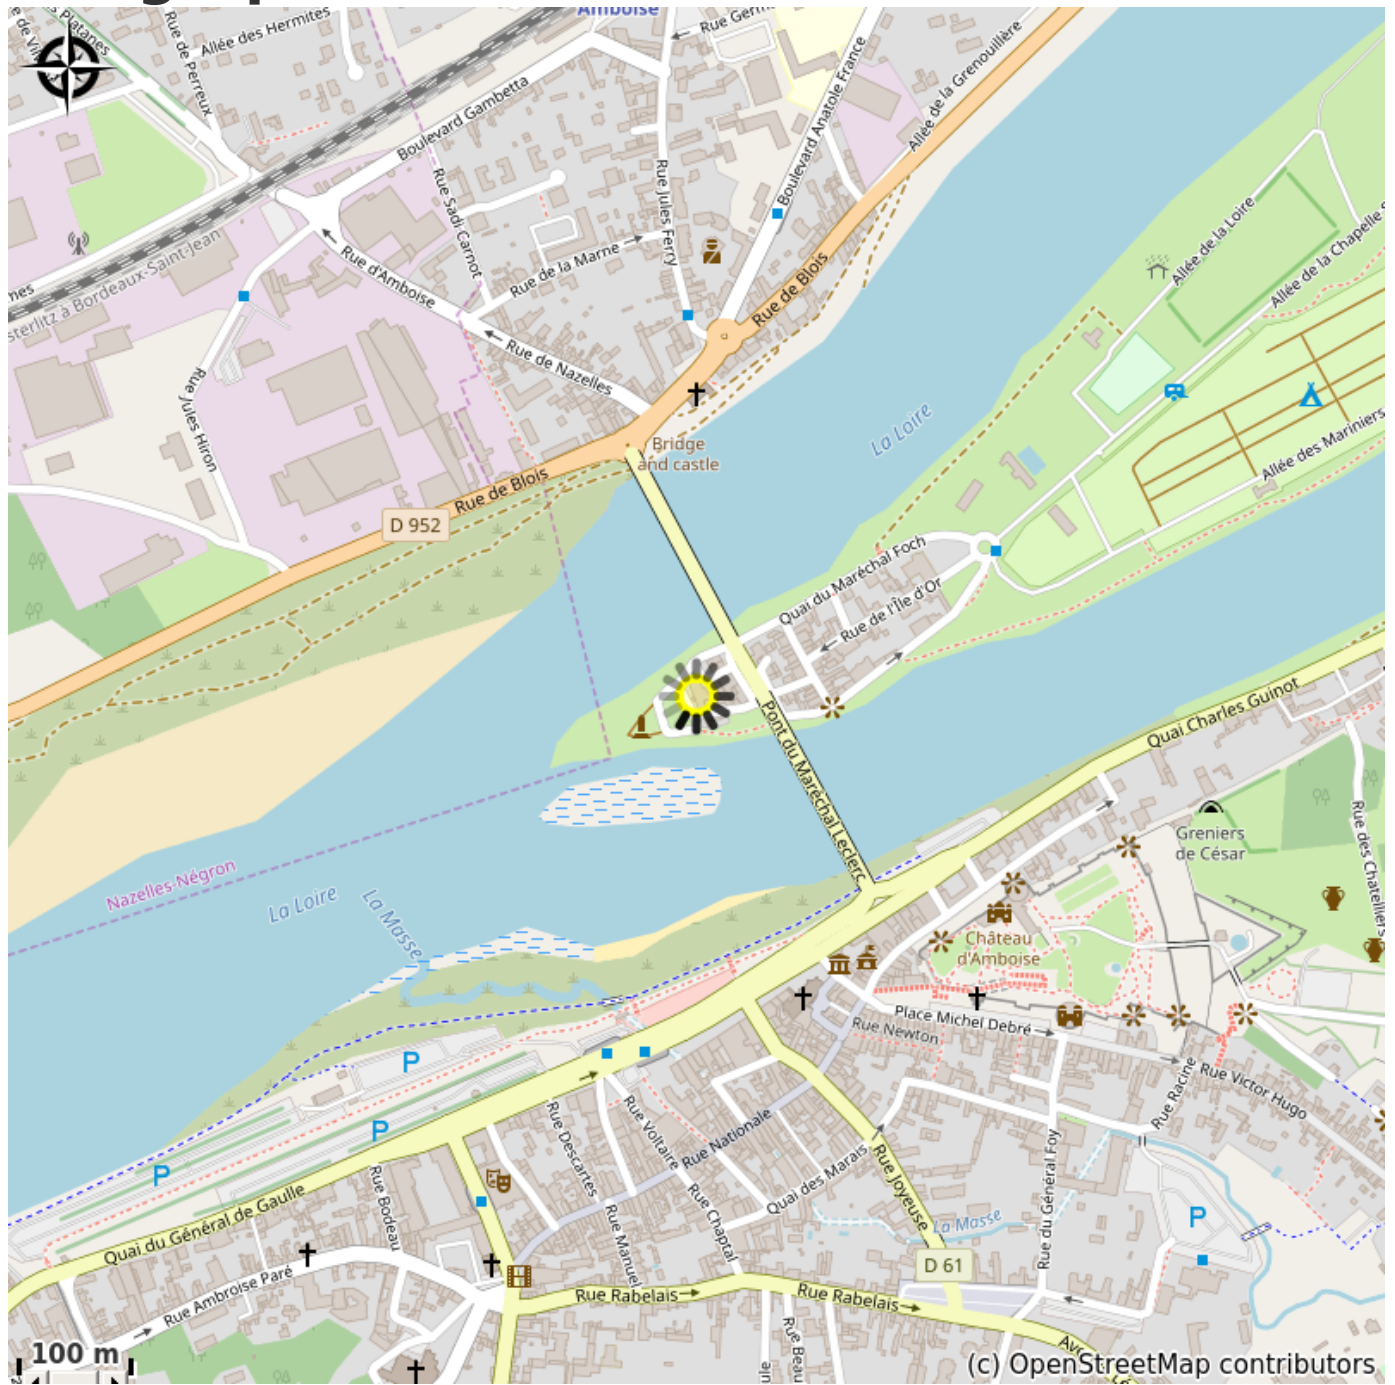 Amboise
Rue de Perreux
Allée des Hermites
Boulevard Gambetta
Boulevard Anatole France
Allée de la Grenouillère
Rue Sadi Carnot
Rue Jules Ferry
Rue de la Marne
Rue d'Amboise
Rue de Nazelles
Rue de Blois
Allée de la Loire
Rue Jules Hiron
Bridge
and castle
La Loire
Allée des Mariniers
Rue de Blois
D 952
Quai du Maréchal Foch
Rue de l'Île d'Or
Pont du Maréchal Leclerc
Quai Charles Guinot
Greniers
de César
Rue des Chatelliers
Nazelles-Négron
La Loire
La Masse
Château
d'Amboise
Place Michel Debré
Rue Newton
Rue Victor Hugo
Rue Racine
P
P
P
Rue Descartes
Rue Voltaire
Rue Nationale
Quai des Marais
Rue Joyeuse
Rue du Général Foy
La Masse
P
Quai du Général de Gaulle
Rue Bodeau
Rue Manuel
Rue Chaptal
D 61
Rue Ambroise Paré
Rue Rabelais
Rue Rabelais
Rue Beau
100 m
(c) OpenStreetMap contributors